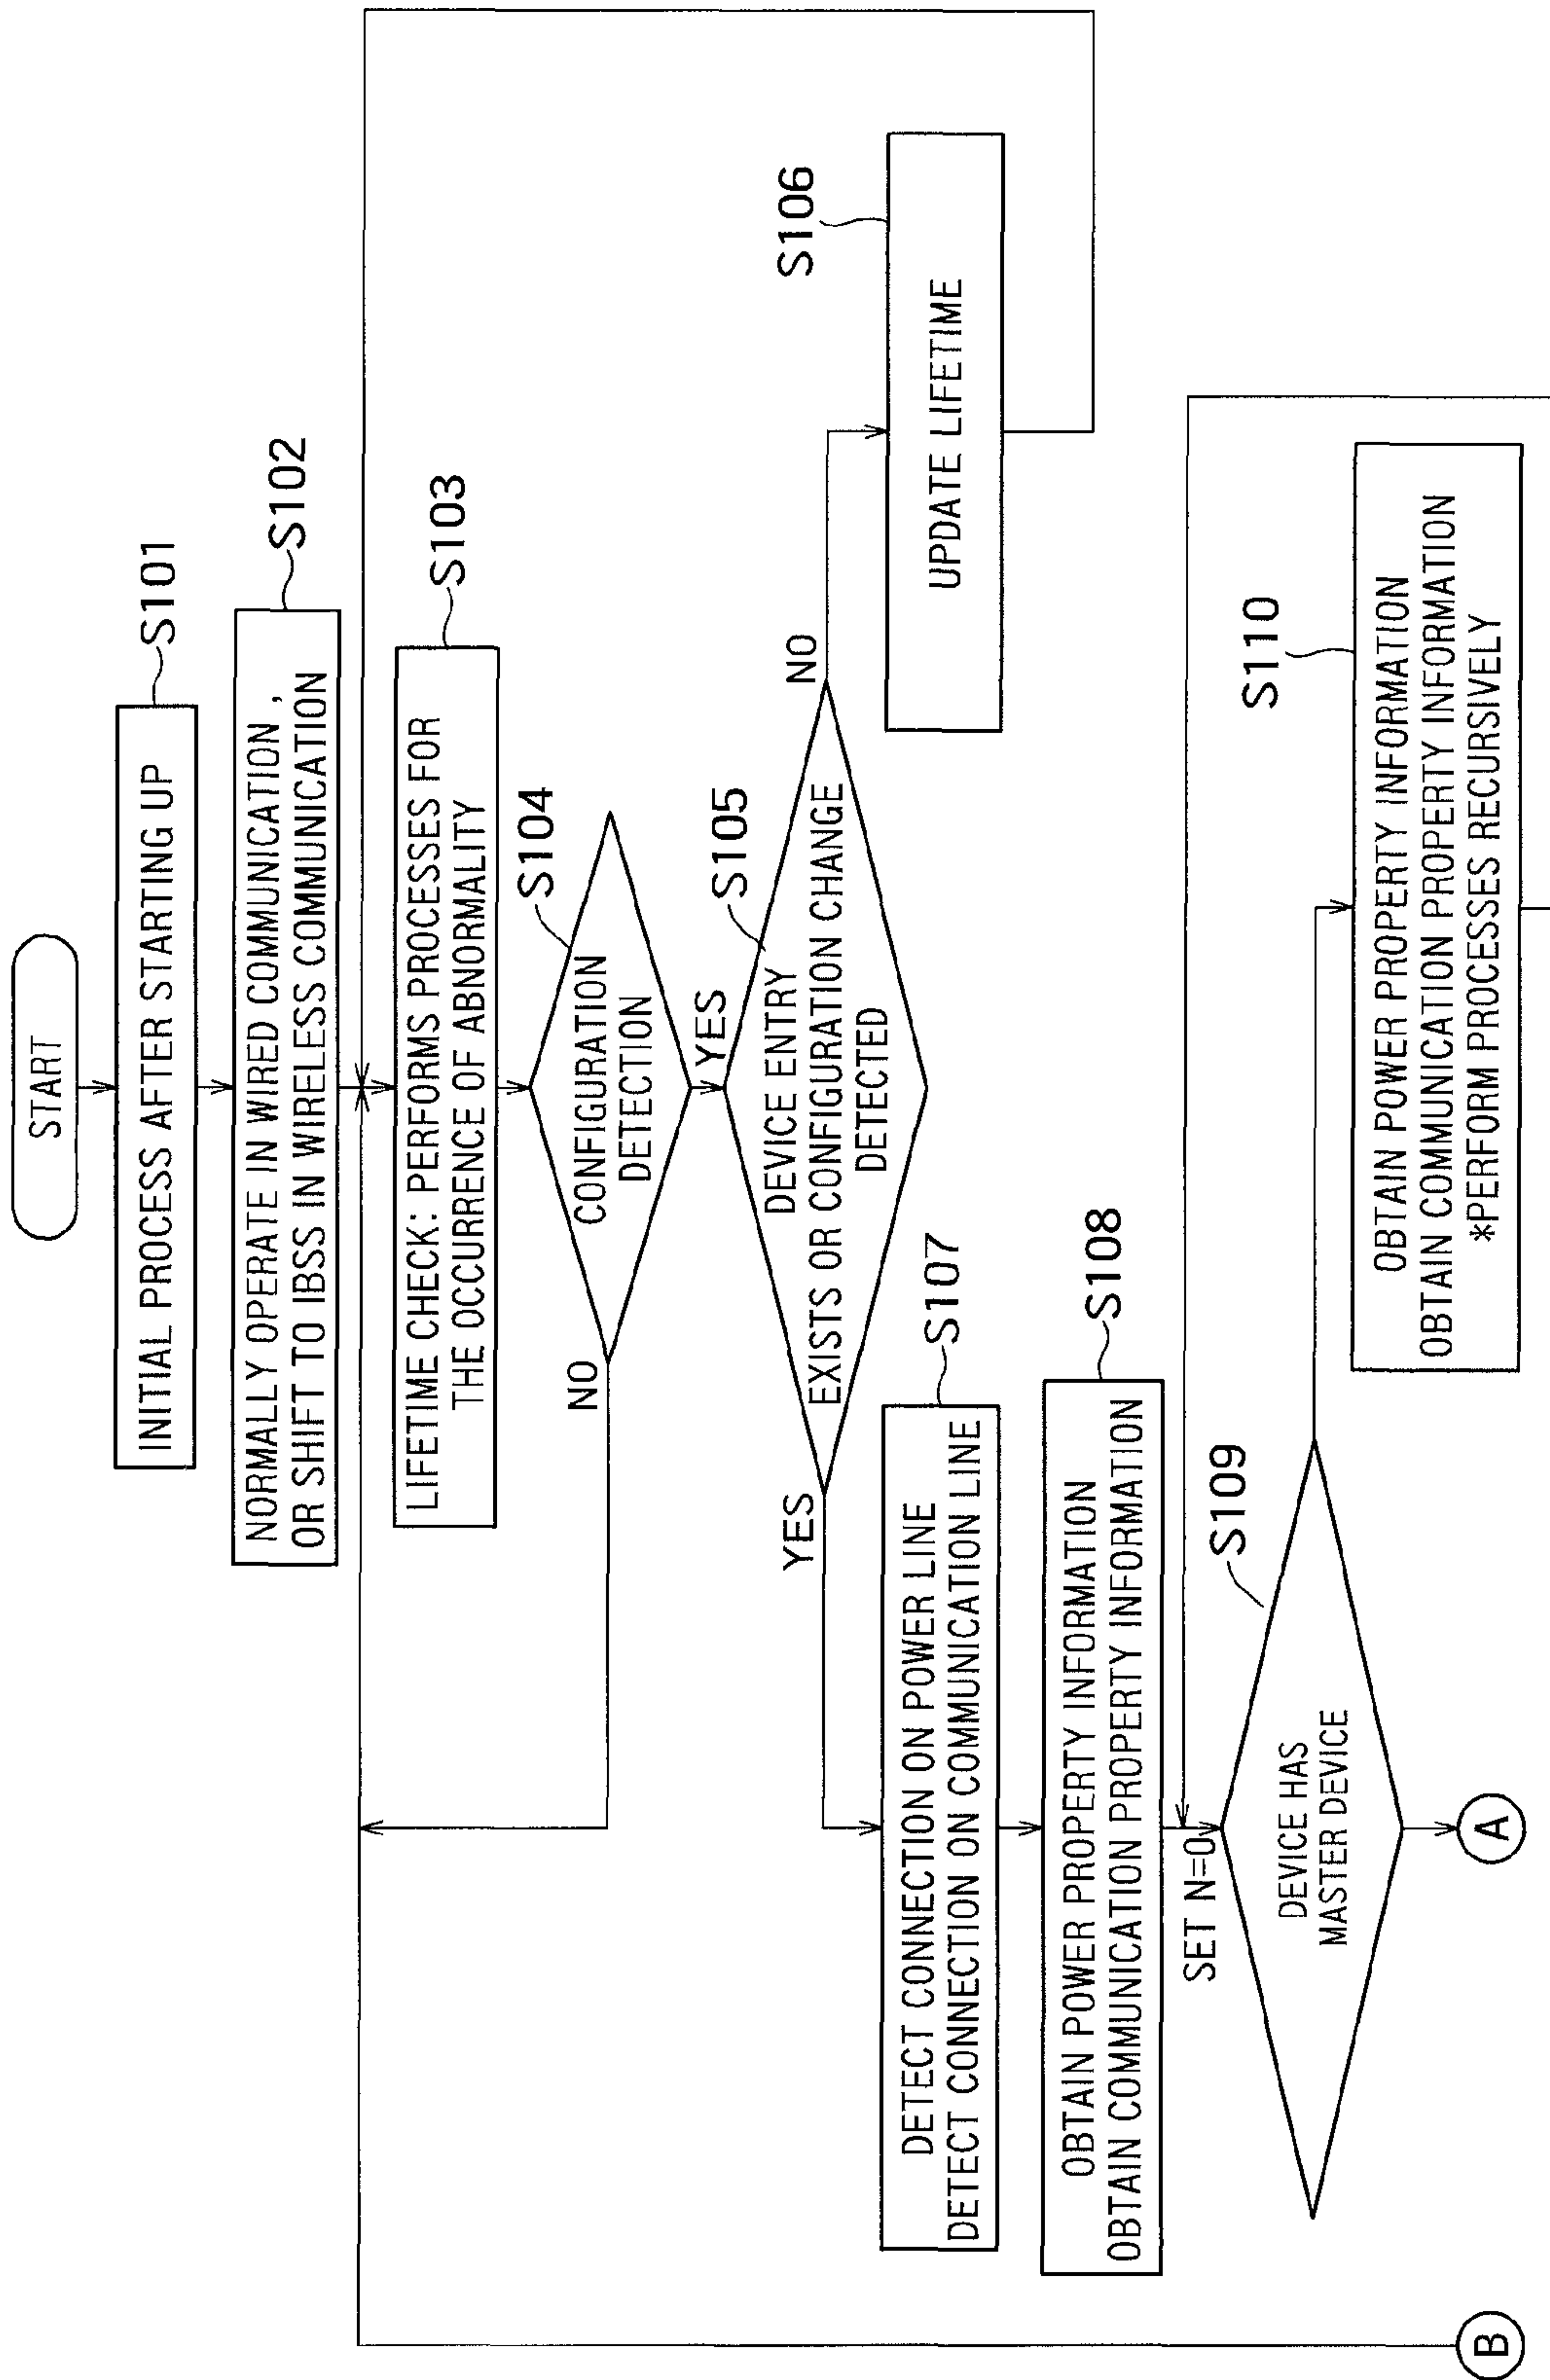 START
INITIAL PROCESS AFTER STARTING UP
S101
NORMALLY OPERATE IN WIRED COMMUNICATION ,
OR SHIFT TO IBSS IN WIRELESS COMMUNICATION
S102
LIFETIME CHECK: PERFORMS PROCESSES FOR
THE OCCURRENCE OF ABNORMALITY
S103
CONFIGURATION
DETECTION
S104
NO
YES
DEVICE ENTRY
EXISTS OR CONFIGURATION CHANGE
DETECTED
S105
YES
NO
UPDATE LIFETIME
S106
DETECT CONNECTION ON POWER LINE
DETECT CONNECTION ON COMMUNICATION LINE
S107
OBTAIN POWER PROPERTY INFORMATION
OBTAIN COMMUNICATION PROPERTY INFORMATION
S108
SET N=0
DEVICE HAS
MASTER DEVICE
S109
OBTAIN POWER PROPERTY INFORMATION
OBTAIN COMMUNICATION PROPERTY INFORMATION
*PERFORM PROCESSES RECURSIVELY
S110
B
A